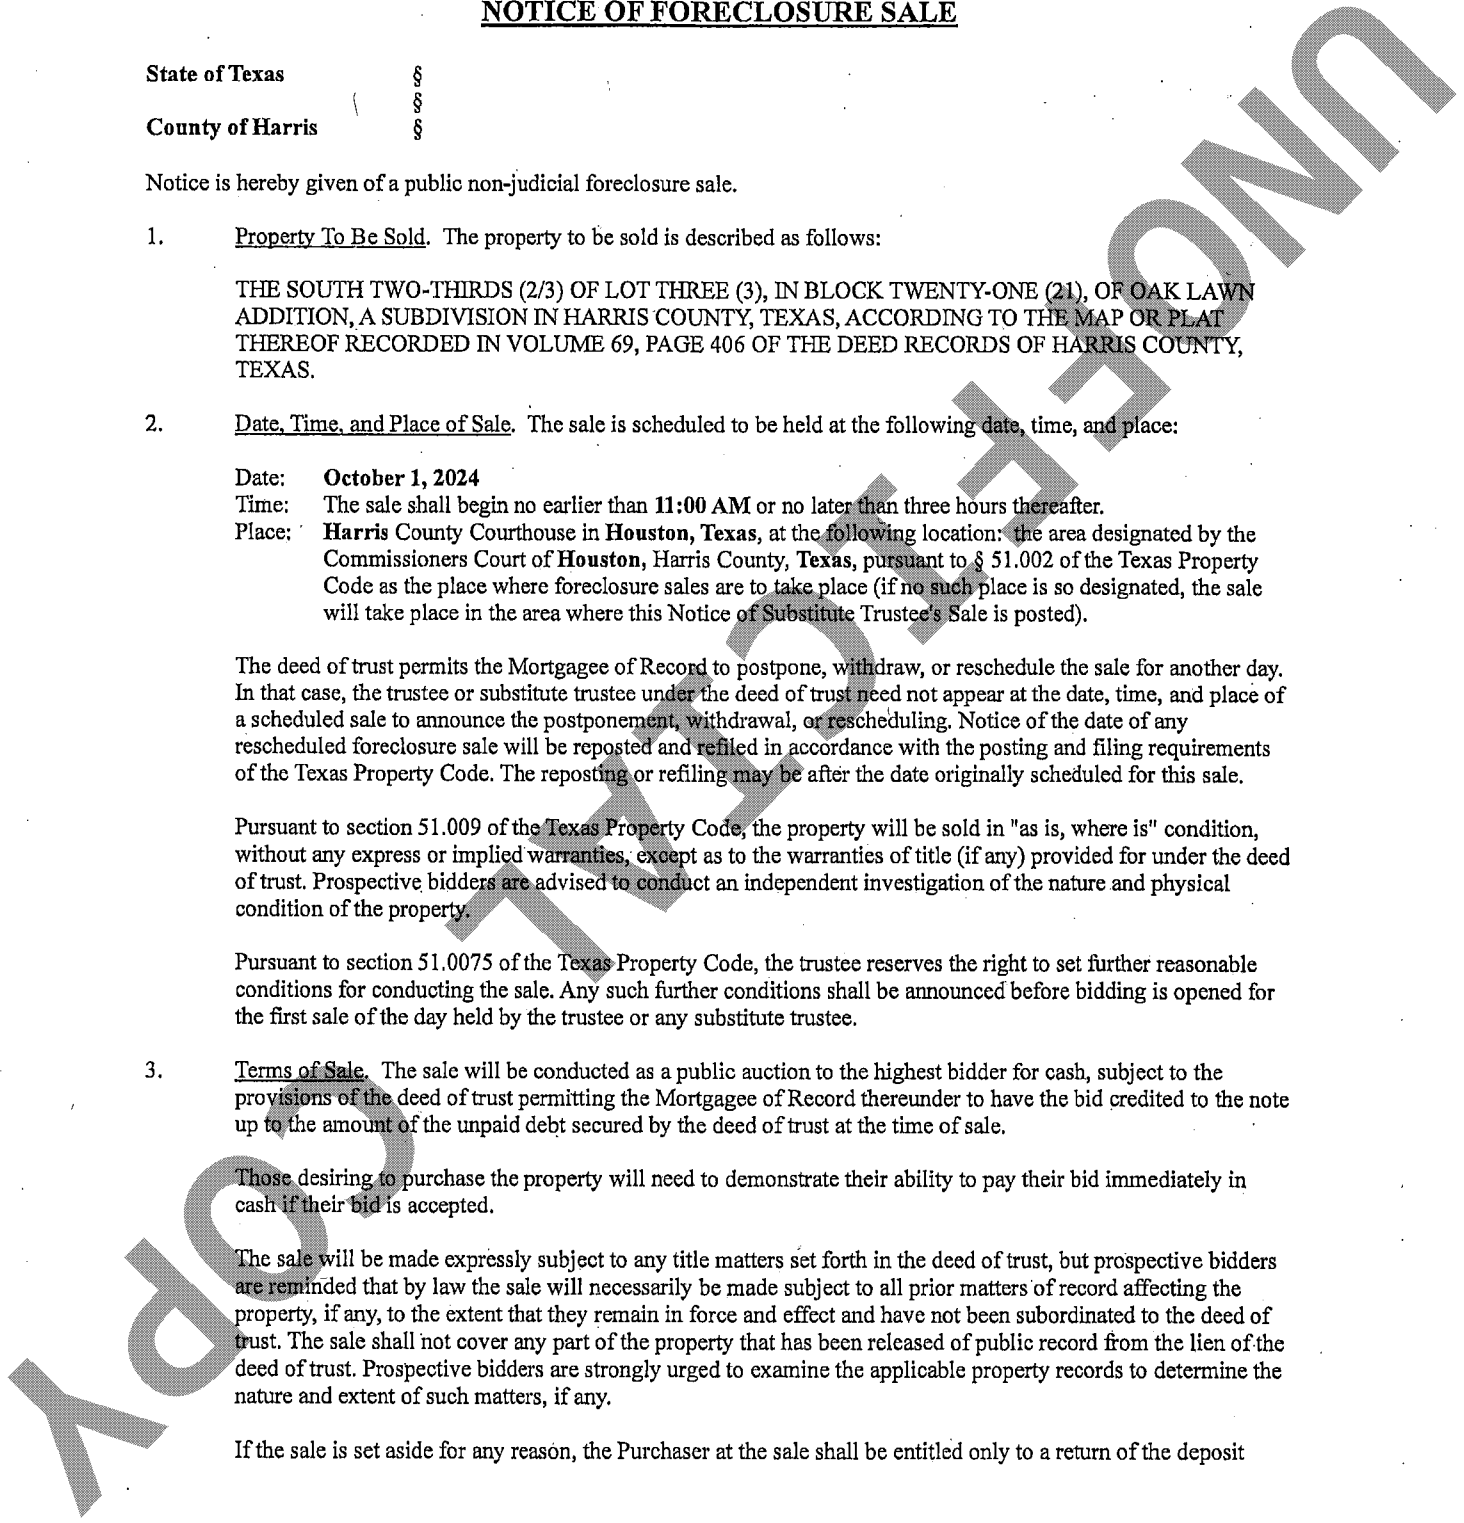 NOTICE OF FORECLOSURE SALE
State of Texas §
§
County of Harris §
Notice is hereby given of a public non-judicial foreclosure sale.
1. Property To Be Sold. The property to be sold is described as follows:
THE SOUTH TWO-THIRDS (2/3) OF LOT THREE (3), IN BLOCK TWENTY-ONE (21), OF OAK LAWN
ADDITION, A SUBDIVISION IN HARRIS COUNTY, TEXAS, ACCORDING TO THE MAP OR PLAT
THEREOF RECORDED IN VOLUME 69, PAGE 406 OF THE DEED RECORDS OF HARRIS COUNTY,
TEXAS.
2. Date, Time, and Place of Sale. The sale is scheduled to be held at the following date, time, and place:
Date: October 1, 2024
Time: The sale shall begin no earlier than 11:00 AM or no later than three hours thereafter.
Place: Harris County Courthouse in Houston, Texas, at the following location: the area designated by the
Commissioners Court of Houston, Harris County, Texas, pursuant to § 51.002 of the Texas Property
Code as the place where foreclosure sales are to take place (if no such place is so designated, the sale
will take place in the area where this Notice of Substitute Trustee's Sale is posted).
The deed of trust permits the Mortgagee of Record to postpone, withdraw, or reschedule the sale for another day.
In that case, the trustee or substitute trustee under the deed of trust need not appear at the date, time, and place of
a scheduled sale to announce the postponement, withdrawal, or rescheduling. Notice of the date of any
rescheduled foreclosure sale will be reposted and refiled in accordance with the posting and filing requirements
of the Texas Property Code. The reposting or refiling may be after the date originally scheduled for this sale.
Pursuant to section 51.009 of the Texas Property Code, the property will be sold in "as is, where is" condition,
without any express or implied warranties, except as to the warranties of title (if any) provided for under the deed
of trust. Prospective bidders are advised to conduct an independent investigation of the nature and physical
condition of the property.
Pursuant to section 51.0075 of the Texas Property Code, the trustee reserves the right to set further reasonable
conditions for conducting the sale. Any such further conditions shall be announced before bidding is opened for
the first sale of the day held by the trustee or any substitute trustee.
3. Terms of Sale. The sale will be conducted as a public auction to the highest bidder for cash, subject to the
provisions of the deed of trust permitting the Mortgagee of Record thereunder to have the bid credited to the note
up to the amount of the unpaid debt secured by the deed of trust at the time of sale.
Those desiring to purchase the property will need to demonstrate their ability to pay their bid immediately in
cash if their bid is accepted.
The sale will be made expressly subject to any title matters set forth in the deed of trust, but prospective bidders
are reminded that by law the sale will necessarily be made subject to all prior matters of record affecting the
property, if any, to the extent that they remain in force and effect and have not been subordinated to the deed of
trust. The sale shall not cover any part of the property that has been released of public record from the lien of the
deed of trust. Prospective bidders are strongly urged to examine the applicable property records to determine the
nature and extent of such matters, if any.
If the sale is set aside for any reason, the Purchaser at the sale shall be entitled only to a return of the deposit
UNOFFICIAL COPY